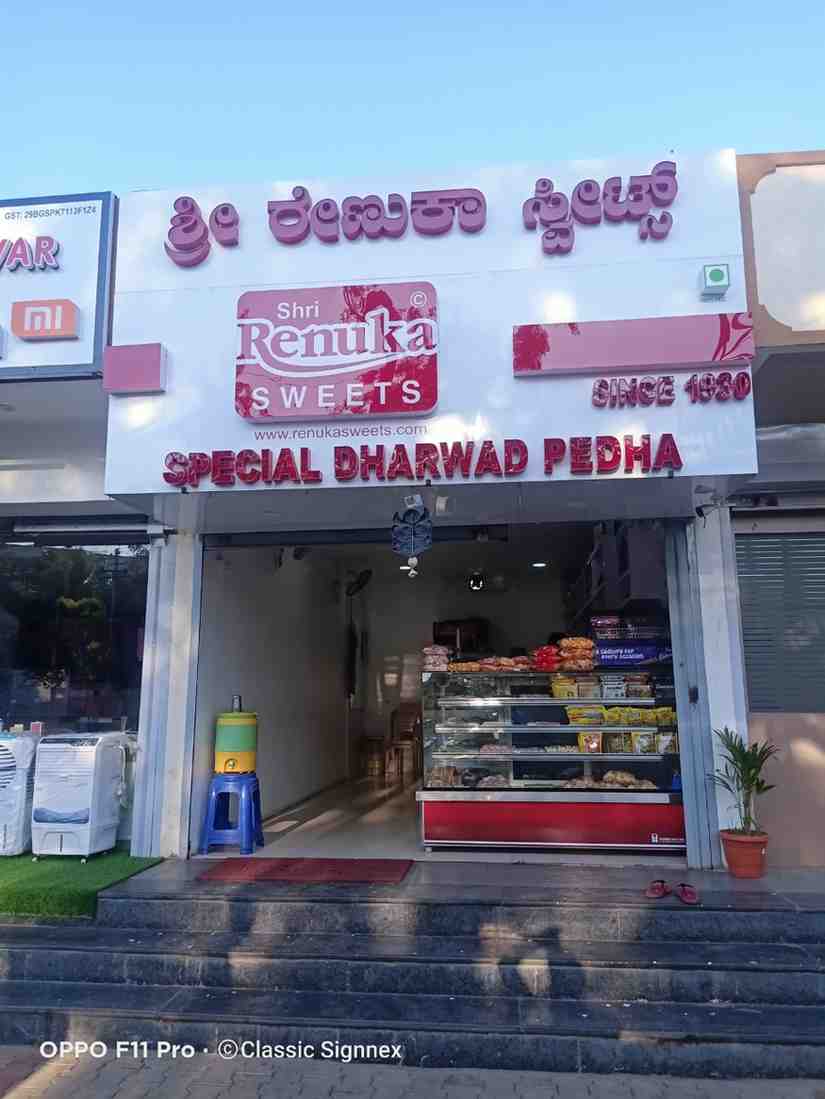 GST: 29BGSPK7113F1Z4
VAR
mi
ಶ್ರೀ ರೇಣುಕಾ ಸ್ವೀಟ್ಸ್
©
Shri
Renuka
SWEETS
www.renukasweets.com
SINCE 1930
SPECIAL DHARWAD PEDHA
OPPO F11 Pro · ©Classic Signnex